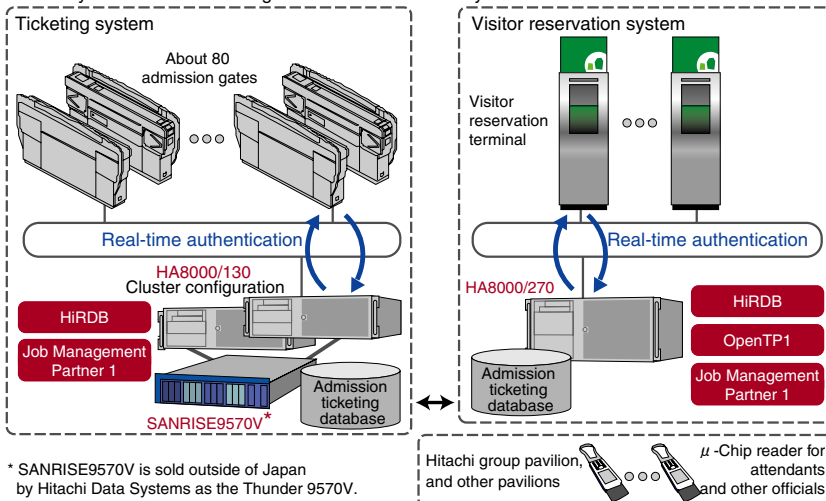 Ticketing system
About 80
admission gates
Real-time authentication
HA8000/130
Cluster configuration
HiRDB
Job Management
Partner 1
SANRISE9570V*
Admission
ticketing
database
Visitor reservation system
Visitor
reservation
terminal
Real-time authentication
HA8000/270
HiRDB
OpenTP1
Job Management
Partner 1
Admission
ticketing
database
* SANRISE9570V is sold outside of Japan
by Hitachi Data Systems as the Thunder 9570V.
Hitachi group pavilion,
and other pavilions
μ-Chip reader for
attendants
and other officials